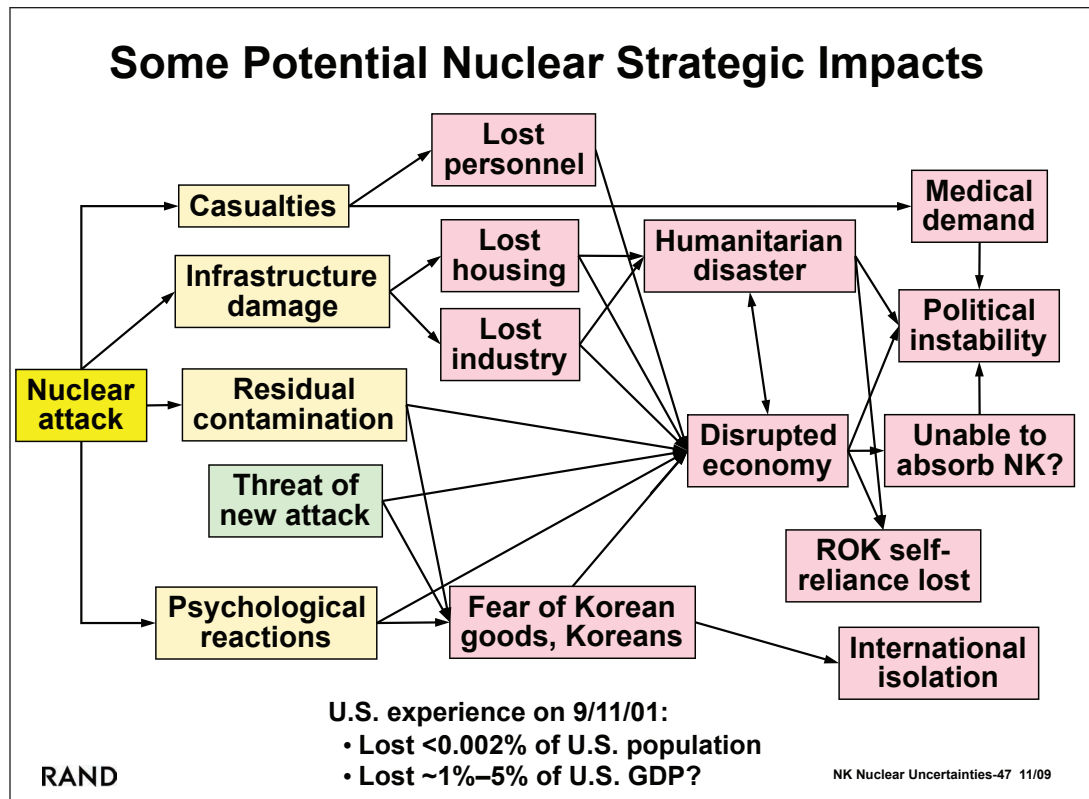 Some Potential Nuclear Strategic Impacts
Lost
personnel
Casualties
Medical
demand
Lost
housing
Humanitarian
disaster
Infrastructure
damage
Political
instability
Lost
industry
Nuclear
attack
Residual
contamination
Disrupted
economy
Unable to
absorb NK?
Threat of
new attack
ROK self-
reliance lost
Psychological
reactions
Fear of Korean
goods, Koreans
International
isolation
U.S. experience on 9/11/01:
• Lost <0.002% of U.S. population
• Lost ~1%–5% of U.S. GDP?
RAND
NK Nuclear Uncertainties-47 11/09